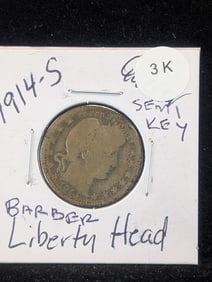 1914-S
3K
SEMI
KEY
BARBER
Liberty Head